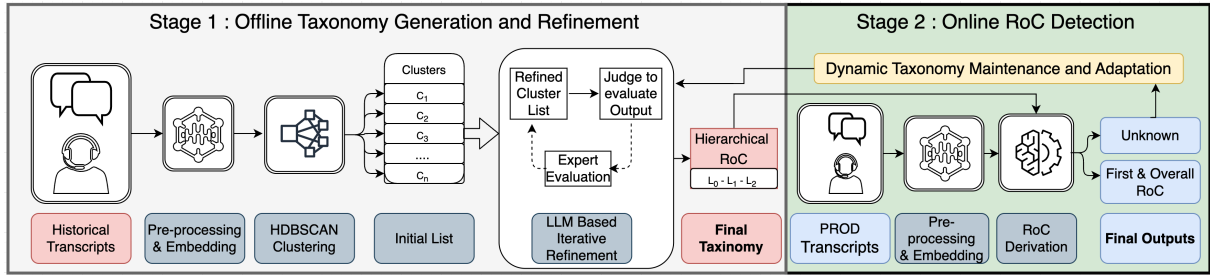 Stage 1 : Offline Taxonomy Generation and Refinement
Clusters
C1
C2
C3
....
Cn
Refined
Cluster
List
Judge to
evaluate
Output
Expert
Evaluation
Hierarchical
RoC
L0 - L1 - L2
Historical
Transcripts
Pre-processing
& Embedding
HDBSCAN
Clustering
Initial List
LLM Based
Iterative
Refinement
Final
Taxinomy
Stage 2 : Online RoC Detection
Dynamic Taxonomy Maintenance and Adaptation
Unknown
First & Overall
RoC
PROD
Transcripts
Pre-
processing
& Embedding
RoC
Derivation
Final Outputs